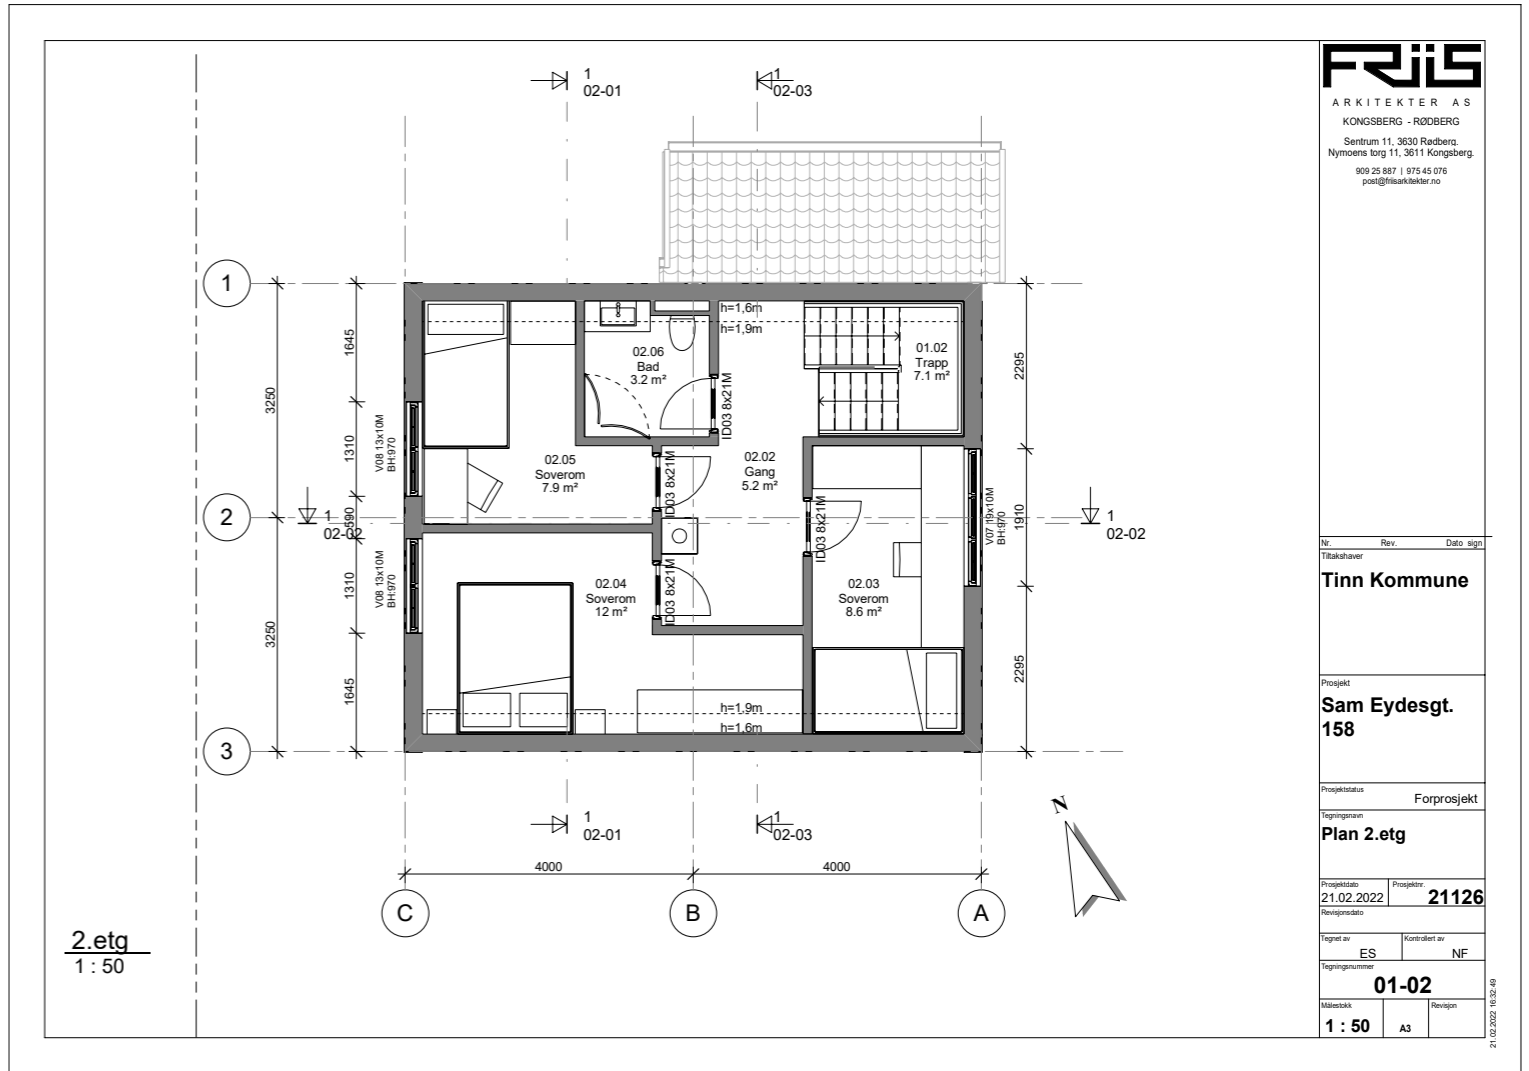 1
02-01
1
02-03
FRIIS
ARKITEKTER AS
KONGSBERG - RØDBERG
Sentrum 11, 3630 Rødberg.
Nymoens torg 11, 3611 Kongsberg.
909 25 887 | 975 45 076
post@friisarkitekter.no
1
2
3
3250
3250
1645
1310
590
1310
1645
V08 13x10M
BH:970
V08 13x10M
BH:970
h=1,6m
h=1,9m
02.06
Bad
3.2 m²
01.02
Trapp
7.1 m²
ID03 8x21M
02.05
Soverom
7.9 m²
ID03 8x21M
02.02
Gang
5.2 m²
ID03 8x21M
02.04
Soverom
12 m²
ID03 8x21M
02.03
Soverom
8.6 m²
h=1,9m
h=1,6m
V07 19x10M
BH:970
2295
1910
2295
1
02-02
1
02-02
1
02-01
1
02-03
4000
4000
C
B
A
N
2.etg
1 : 50
Nr.
Rev.
Dato sign
Tiltakshaver
Tinn Kommune
Prosjekt
Sam Eydesgt.
158
Prosjektstatus
Forprosjekt
Tegningsnavn
Plan 2.etg
Prosjektdato
21.02.2022
Prosjektnr.
21126
Revisjonsdato
Tegnet av
ES
Kontrollert av
NF
Tegningsnummer
01-02
Målestokk
1 : 50
A3
Revisjon
21.02.2022 16:32:49